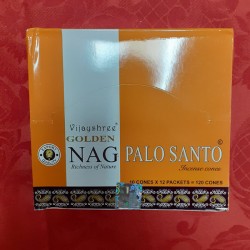 Vijayshree
GOLDEN
NAG PALO SANTO®
Richness of Nature
Incense cones
10 CONES X 12 PACKETS = 120 CONES